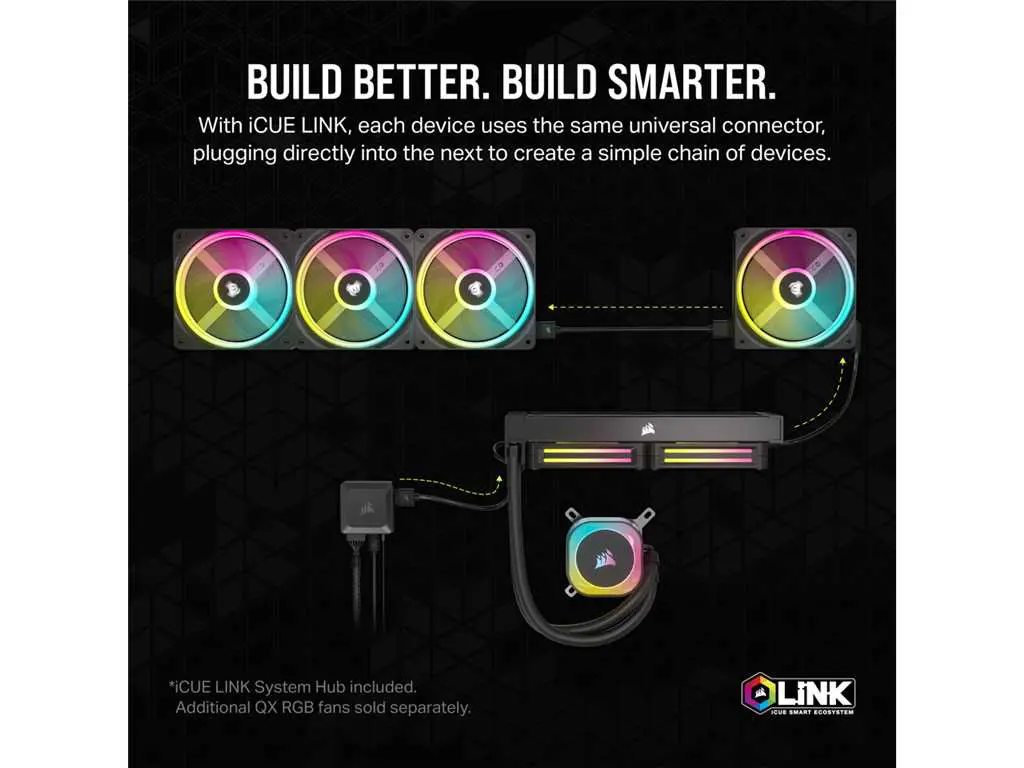 BUILD BETTER. BUILD SMARTER.
With iCUE LINK, each device uses the same universal connector,
plugging directly into the next to create a simple chain of devices.
*iCUE LINK System Hub included.
Additional QX RGB fans sold separately.
LINK
iCUE SMART ECOSYSTEM